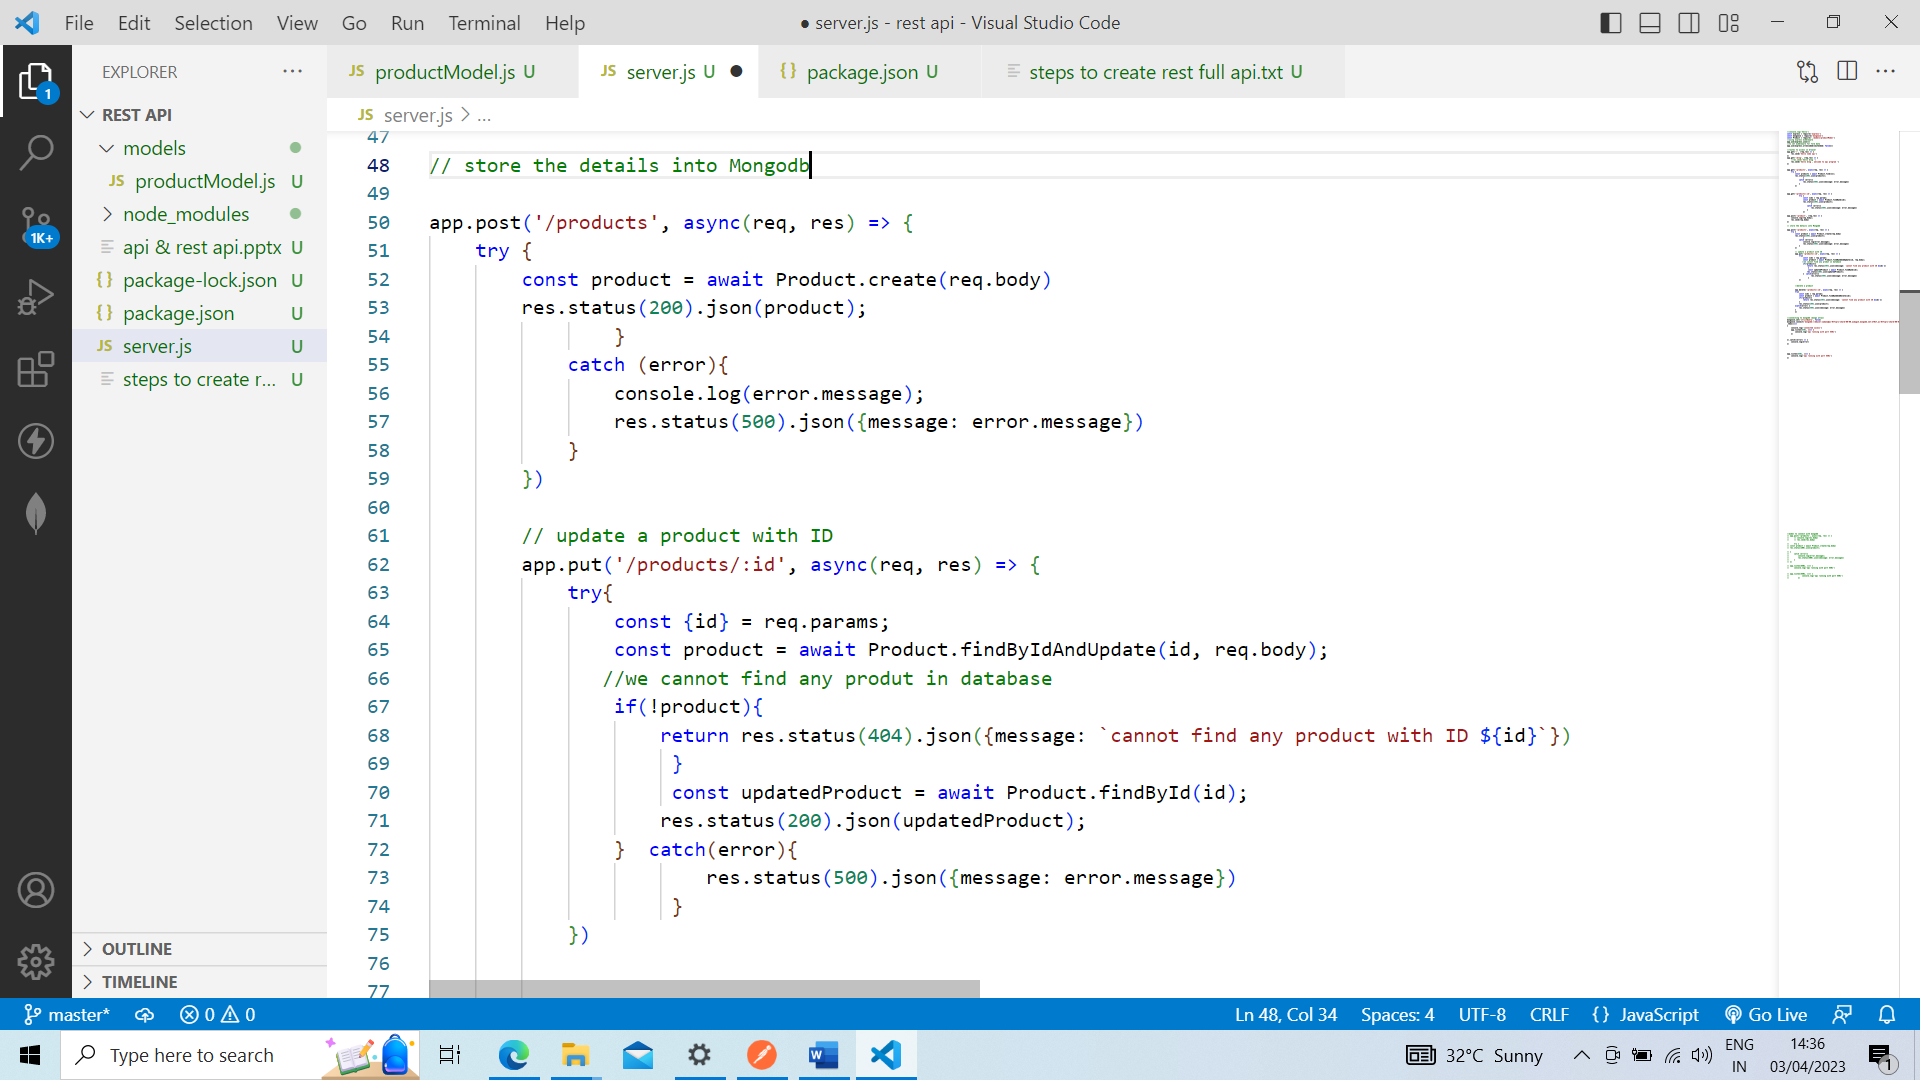 File Edit Selection View Go Run Terminal Help
● server.js - rest api - Visual Studio Code
EXPLORER
JS productModel.js U
JS server.js U
{} package.json U
steps to create rest full api.txt U
JS server.js > ...
1
1K+
REST API
models
JS productModel.js U
node_modules
api & rest api.pptx U
{} package-lock.json U
{} package.json U
JS server.js U
steps to create r... U
OUTLINE
TIMELINE
47
48 // store the details into Mongodb
49
50 app.post('/products', async(req, res) => {
51 try {
52 const product = await Product.create(req.body)
53 res.status(200).json(product);
54 }
55 catch (error){
56 console.log(error.message);
57 res.status(500).json({message: error.message})
58 }
59 })
60
61 // update a product with ID
62 app.put('/products/:id', async(req, res) => {
63 try{
64 const {id} = req.params;
65 const product = await Product.findByIdAndUpdate(id, req.body);
66 //we cannot find any produt in database
67 if(!product){
68 return res.status(404).json({message: `cannot find any product with ID ${id}`})
69 }
70 const updatedProduct = await Product.findById(id);
71 res.status(200).json(updatedProduct);
72 } catch(error){
73 res.status(500).json({message: error.message})
74 }
75 })
76
77
master* 0 0 Ln 48, Col 34 Spaces: 4 UTF-8 CRLF {} JavaScript Go Live
Type here to search
32°C Sunny
ENG
IN
14:36
03/04/2023
1